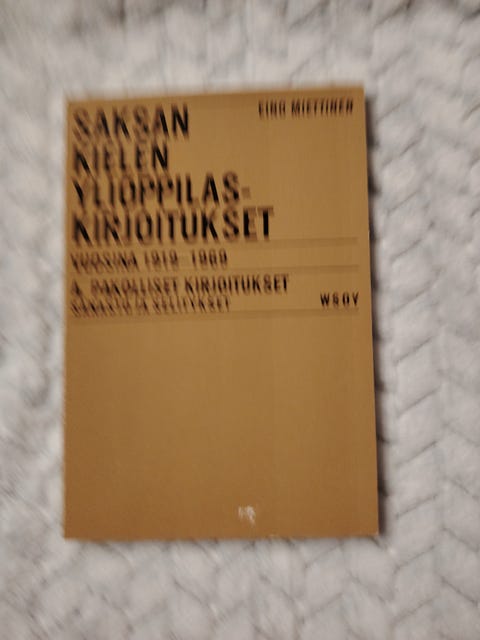 EINO MIETTINEN
SAKSAN
KIELEN
YLIOPPILAS-
KIRJOITUKSET
VUOSINA 1919-1969
A. PAKOLLISET KIRJOITUKSET
SANASTO JA SELITYKSET
WSOY